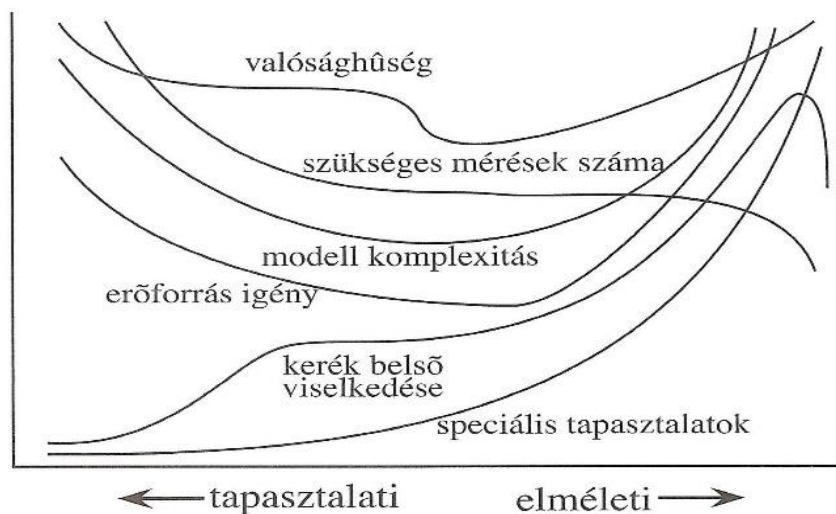 valósághûség
szükséges mérések száma
modell komplexitás
erõforrás igény
kerék belsõ
viselkedése
speciális tapasztalatok
tapasztalati
elméleti